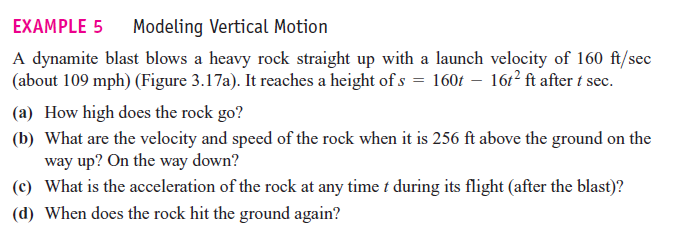 EXAMPLE 5 Modeling Vertical Motion
A dynamite blast blows a heavy rock straight up with a launch velocity of 160 ft/sec
(about 109 mph) (Figure 3.17a). It reaches a height of s = 160t − 16t² ft after t sec.
(a) How high does the rock go?
(b) What are the velocity and speed of the rock when it is 256 ft above the ground on the
way up? On the way down?
(c) What is the acceleration of the rock at any time t during its flight (after the blast)?
(d) When does the rock hit the ground again?